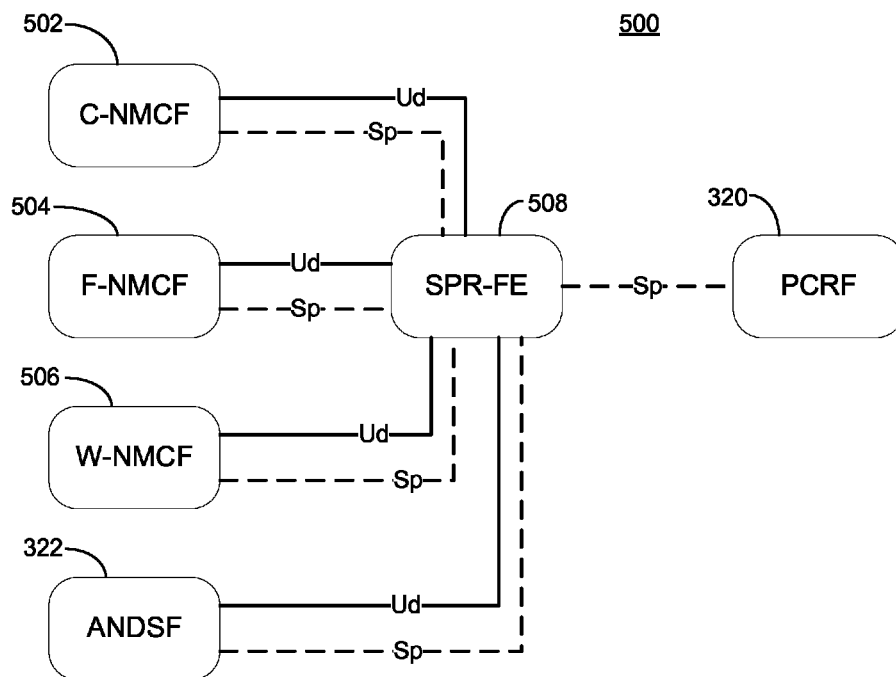 502
500
C-NMCF
Ud
Sp
504
508
320
F-NMCF
Ud
Sp
SPR-FE
Sp
PCRF
506
W-NMCF
Ud
Sp
322
ANDSF
Ud
Sp